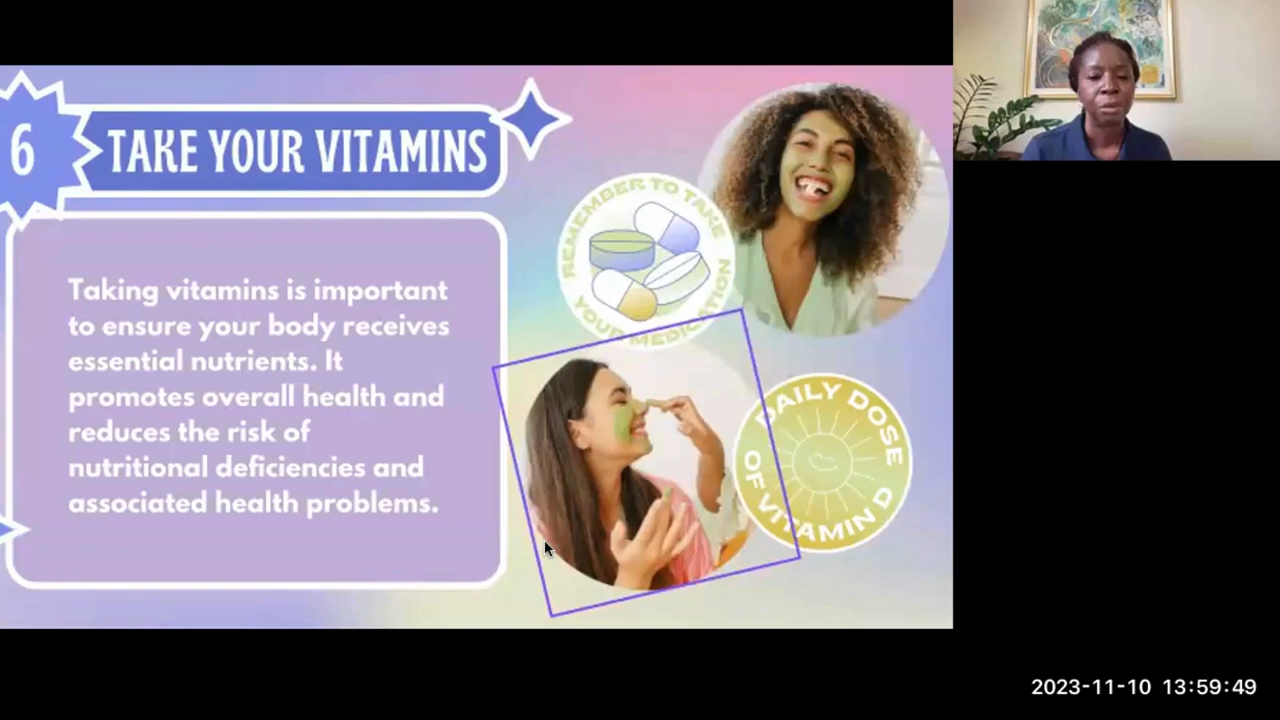 6
TAKE YOUR VITAMINS
Taking vitamins is important
to ensure your body receives
essential nutrients. It
promotes overall health and
reduces the risk of
nutritional deficiencies and
associated health problems.
REMEMBER TO TAKE
YOUR MEDICATION
DAILY DOSE
OF VITAMIN D
2023-11-10 13:59:49